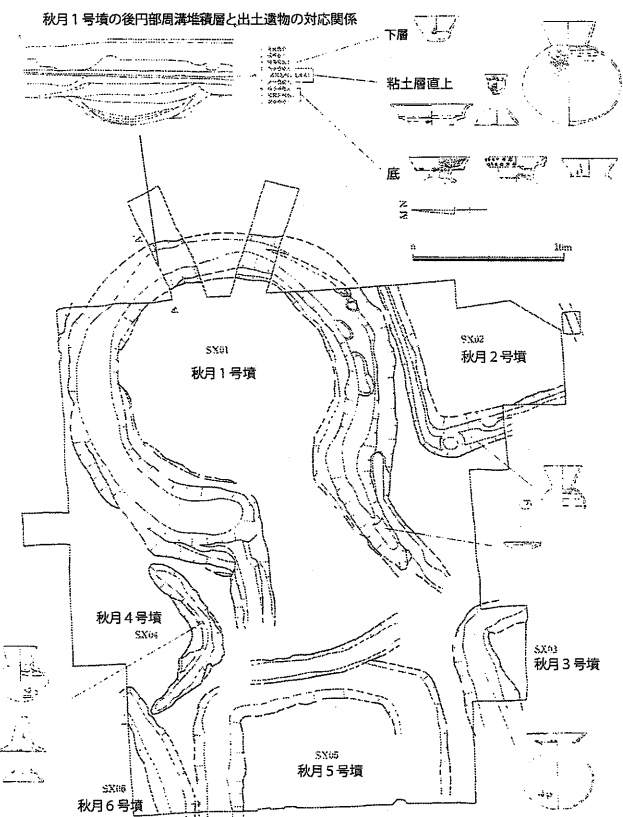 秋月1号墳の後円部周溝堆積層と出土遺物の対応関係
下層
粘土層直上
底
M N
0 10m
SX01
秋月1号墳
SX02
秋月2号墳
秋月4号墳
SX04
SX03
秋月3号墳
SX05
秋月5号墳
SX06
秋月6号墳